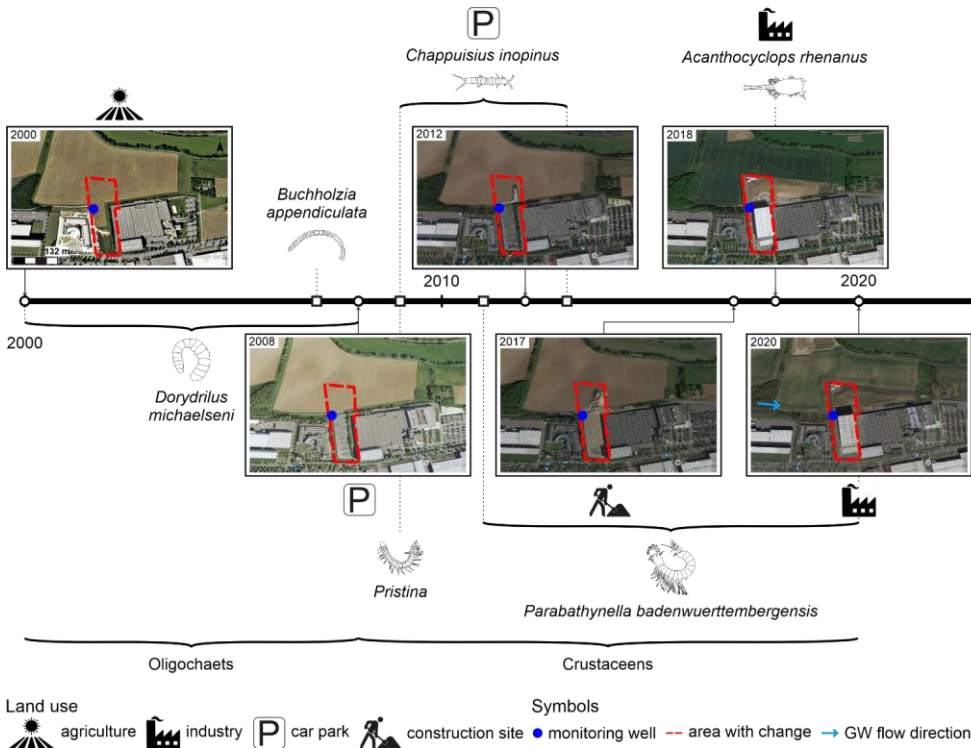 P
Chappuisius inopinus
Acanthocyclops rhenanus
2000
2012
2018
Buchholzia
appendiculata
132 m
2010
2020
2000
Dorydrilus
michaelseni
2008
2017
2020
P
Pristina
Parabathynella badenwuerttembergensis
Oligochaets
Crustaceens
Land use
Symbols
agriculture
industry
P car park
construction site
monitoring well
area with change
GW flow direction